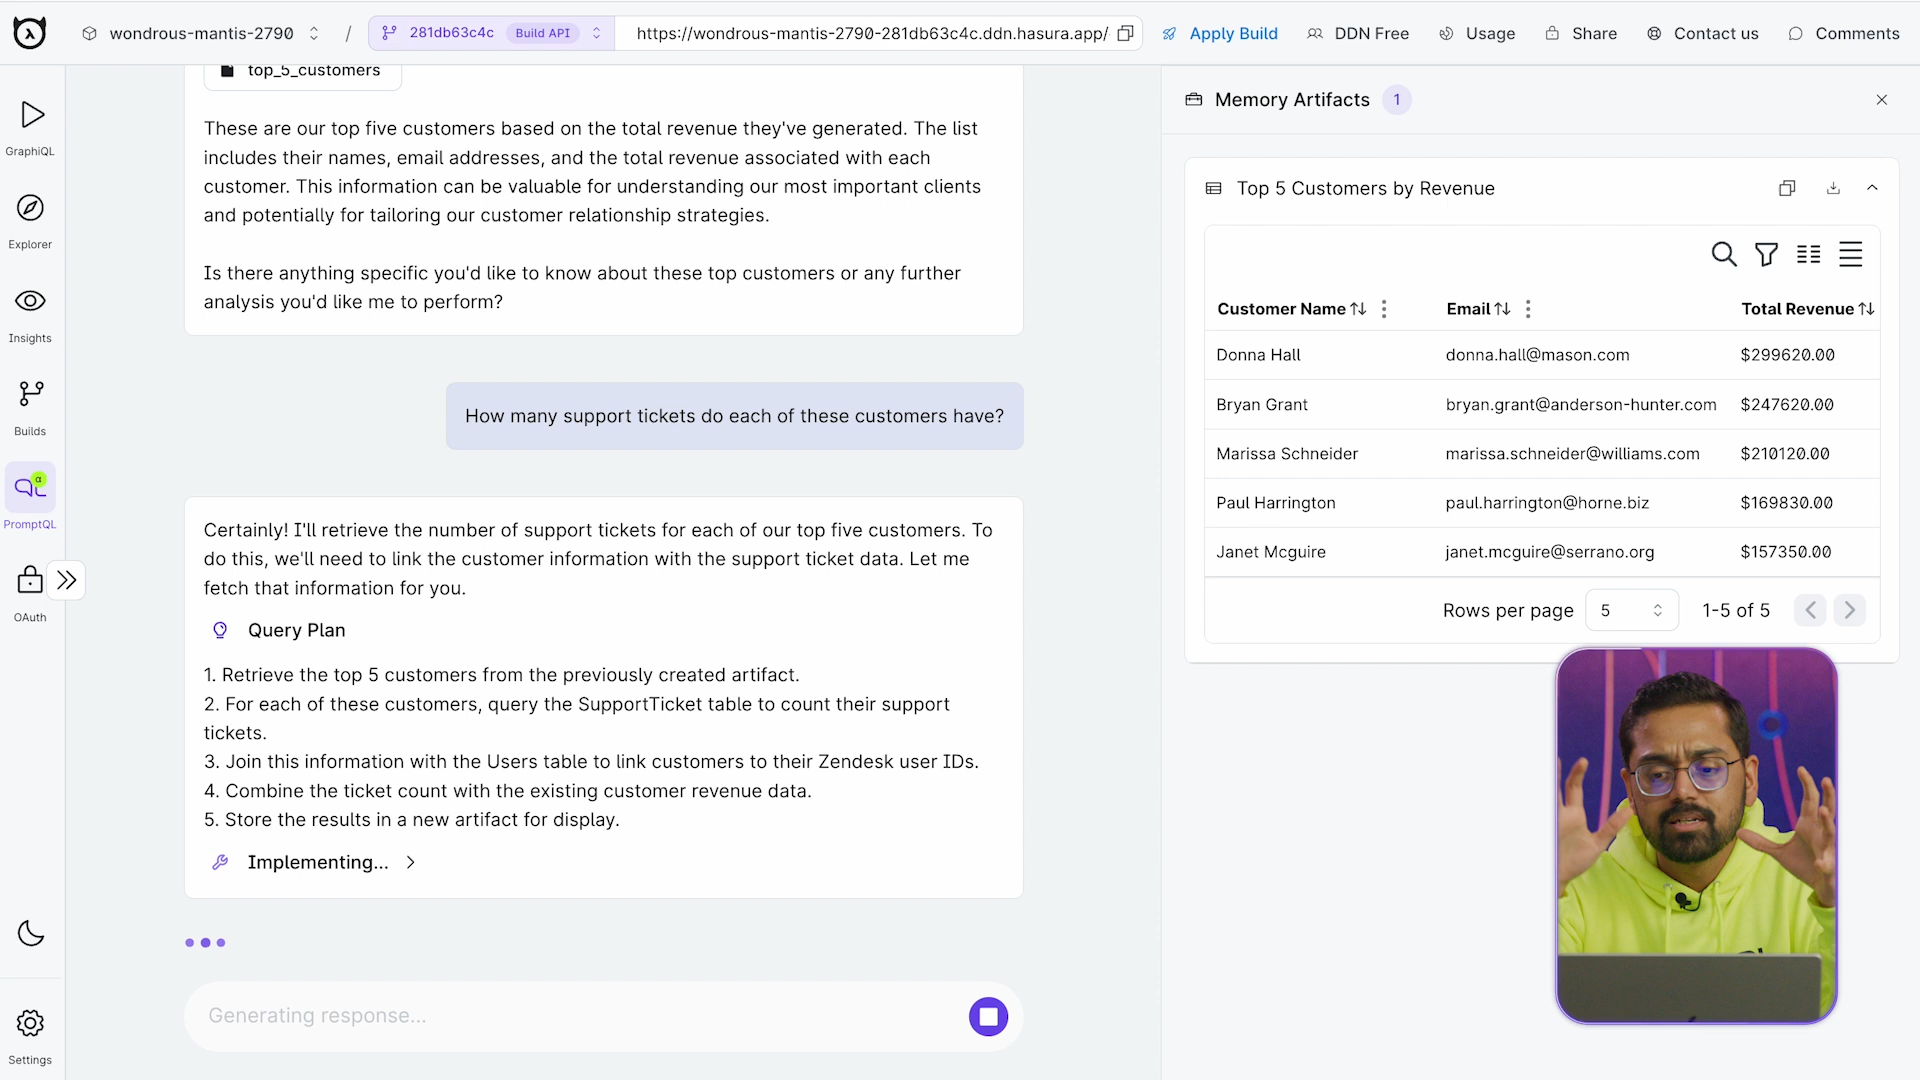 wondrous-mantis-2790
/
281db63c4c
Build API
https://wondrous-mantis-2790-281db63c4c.ddn.hasura.app/
Apply Build
DDN Free
Usage
Share
Contact us
Comments
GraphiQL
Explorer
Insights
Builds
α
PromptQL
OAuth
Settings
top_5_customers
These are our top five customers based on the total revenue they've generated. The list
includes their names, email addresses, and the total revenue associated with each
customer. This information can be valuable for understanding our most important clients
and potentially for tailoring our customer relationship strategies.
Is there anything specific you'd like to know about these top customers or any further
analysis you'd like me to perform?
How many support tickets do each of these customers have?
Certainly! I'll retrieve the number of support tickets for each of our top five customers. To
do this, we'll need to link the customer information with the support ticket data. Let me
fetch that information for you.
Query Plan
1. Retrieve the top 5 customers from the previously created artifact.
2. For each of these customers, query the SupportTicket table to count their support
tickets.
3. Join this information with the Users table to link customers to their Zendesk user IDs.
4. Combine the ticket count with the existing customer revenue data.
5. Store the results in a new artifact for display.
Implementing...
Generating response...
Memory Artifacts 1
Top 5 Customers by Revenue
Customer Name Email Total Revenue
Donna Hall donna.hall@mason.com $299620.00
Bryan Grant bryan.grant@anderson-hunter.com $247620.00
Marissa Schneider marissa.schneider@williams.com $210120.00
Paul Harrington paul.harrington@horne.biz $169830.00
Janet Mcguire janet.mcguire@serrano.org $157350.00
Rows per page 5 1-5 of 5